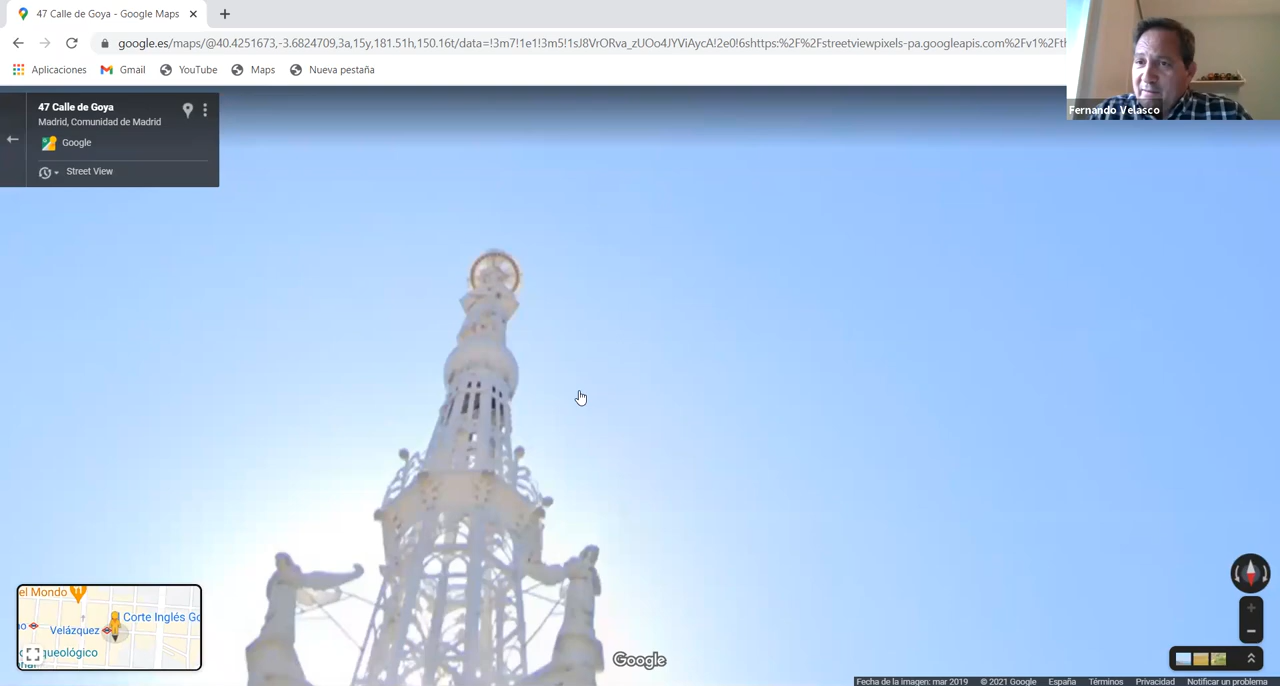 47 Calle de Goya - Google Maps
google.es/maps/@40.4251673,-3.6824709,3a,15y,181.51h,150.16t/data=!3m7!1e1!3m5!1sJ8VrORva_zUOo4JYViAycA!2e0!6shttps:%2F%2Fstreetviewpixels-pa.googleapis.com%2Fv1%2Fth
Aplicaciones Gmail YouTube Maps Nueva pestaña
Fernando Velasco
47 Calle de Goya
Madrid, Comunidad de Madrid
Google
Street View
el Mondo
Corte Inglés Go
Velázquez
queológico
Google
Fecha de la imagen: mar 2019 © 2021 Google España Términos Privacidad Notificar un problema